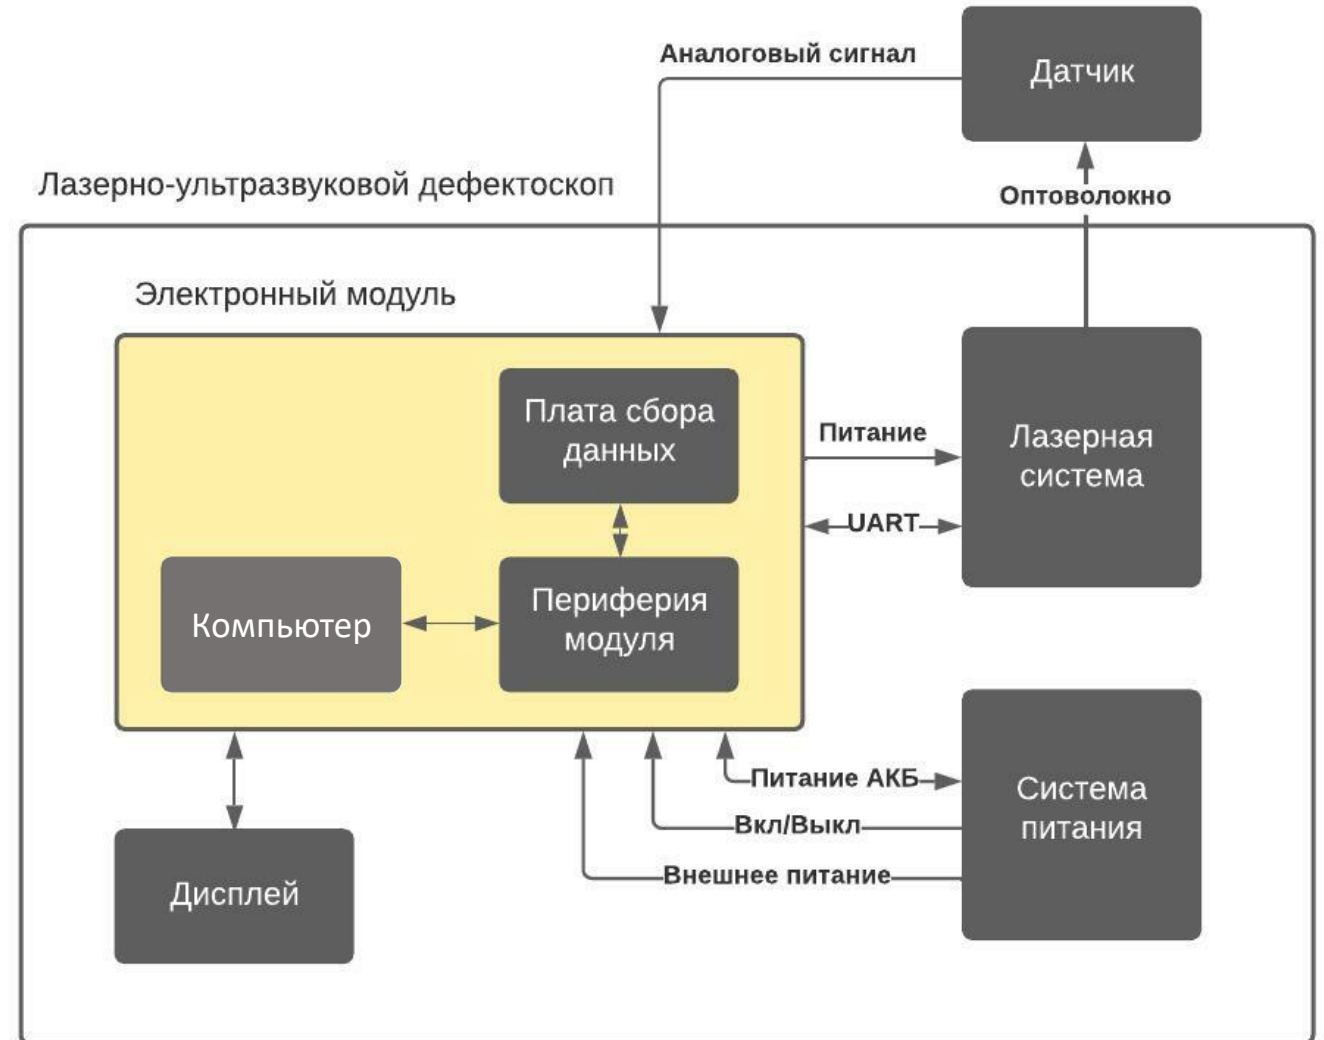 Аналоговый сигнал
Датчик
Оптоволокно
Лазерно-ультразвуковой дефектоскоп
Электронный модуль
Плата сбора
данных
Питание
Лазерная
система
UART
Компьютер
Периферия
модуля
Питание АКБ
Вкл/Выкл
Внешнее питание
Система
питания
Дисплей